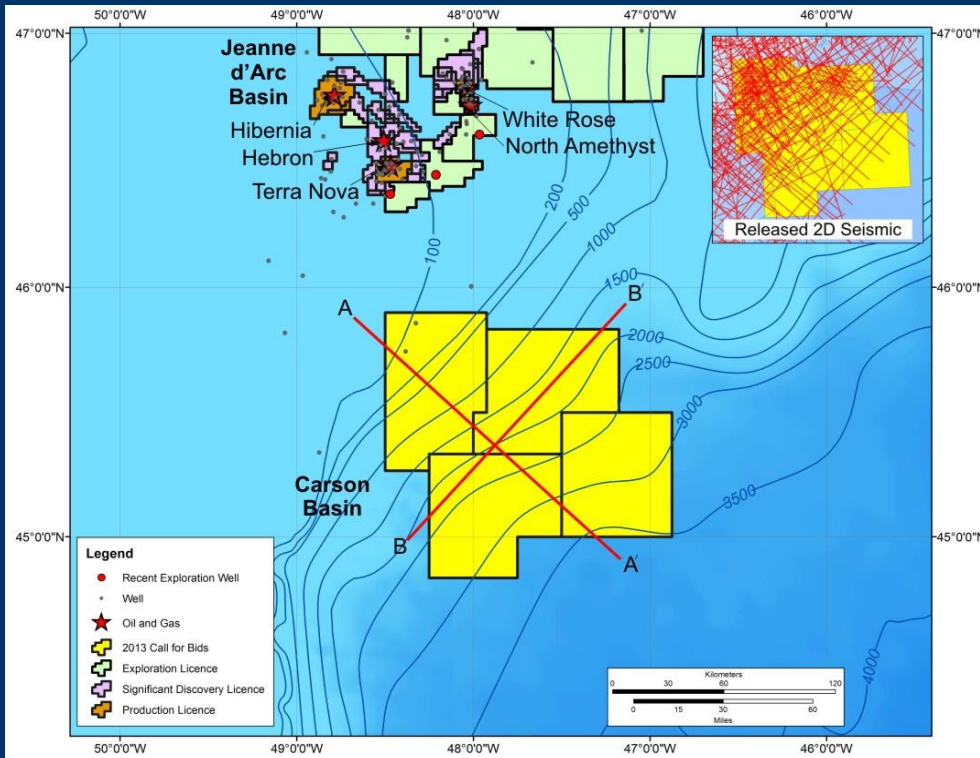 50°0'0"W
49°0'0"W
48°0'0"W
47°0'0"W
46°0'0"W
47°0'0"N
47°0'0"N
Jeanne
d'Arc
Basin
Hibernia
Hebron
Terra Nova
White Rose
North Amethyst
Released 2D Seismic
100
200
500
1000
1500
2000
2500
3000
3500
4000
46°0'0"N
46°0'0"N
A
B'
Carson
Basin
B
A'
45°0'0"N
45°0'0"N
Legend
Recent Exploration Well
Well
Oil and Gas
2013 Call for Bids
Exploration Licence
Significant Discovery Licence
Production Licence
Kilometers
0 30 60 120
0 15 30 60
Miles
50°0'0"W
49°0'0"W
48°0'0"W
47°0'0"W
46°0'0"W